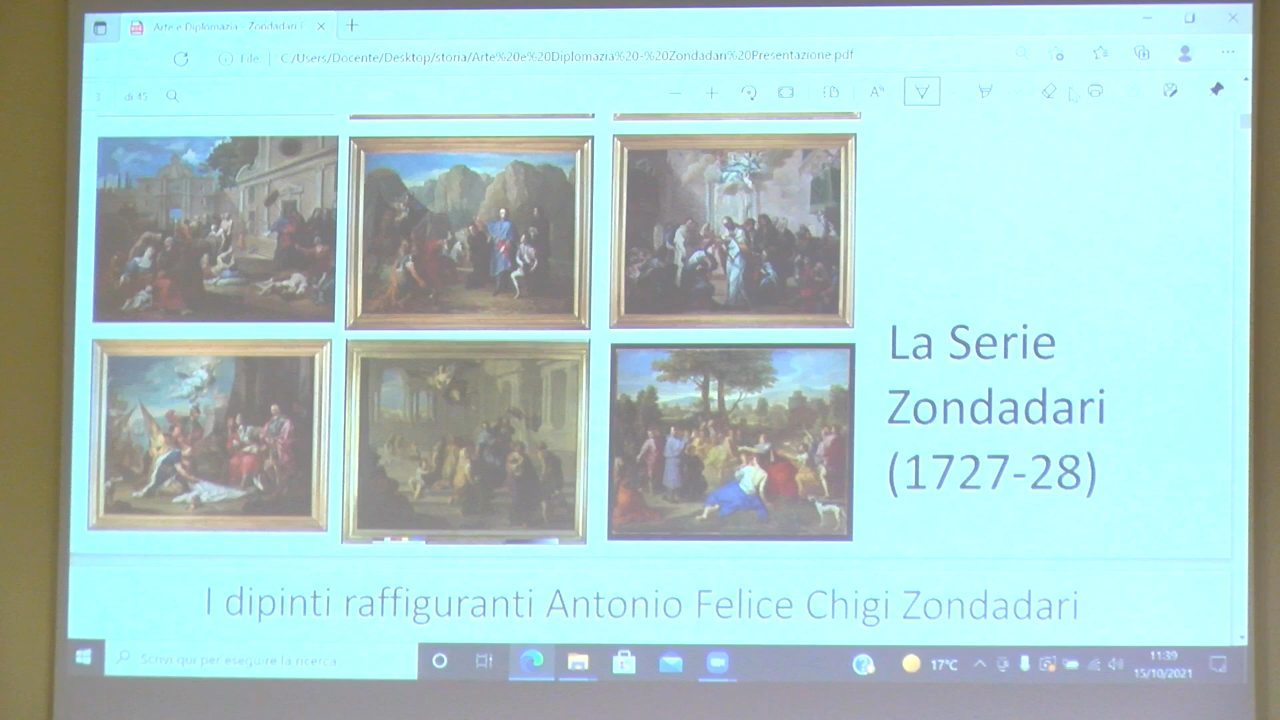 Arte e Diplomazia - Zondadari i
File
C:/Users/Docente/Desktop/storia/Arte%20e%20Diplomazia%20-%20Zondadari%20Presentazione.pdf
3 di 45
La Serie
Zondadari
(1727-28)
I dipinti raffiguranti Antonio Felice Chigi Zondadari
Scrivi qui per eseguire la ricerca
17°C
11:39
15/10/2021